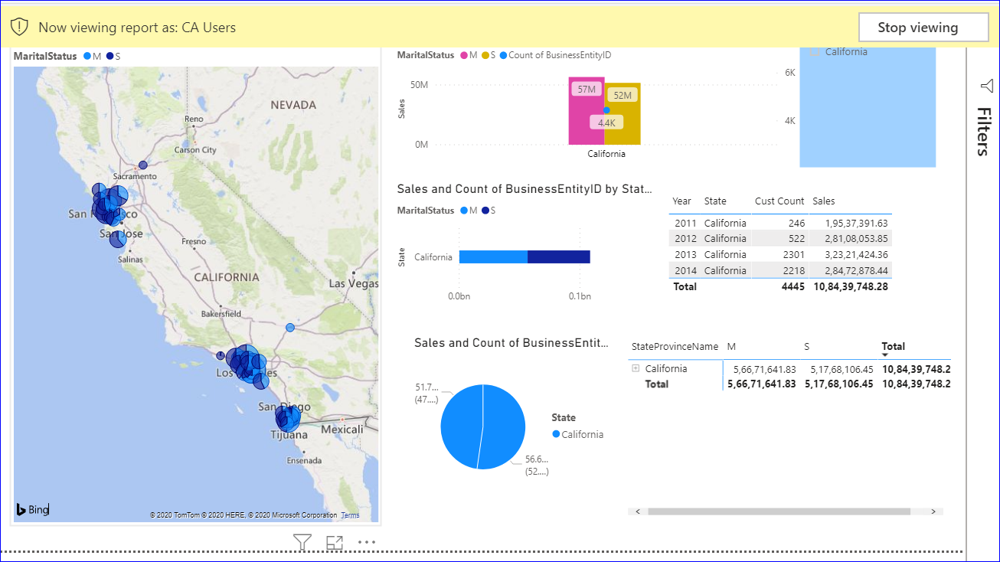 Now viewing report as: CA Users
Stop viewing
MaritalStatus M S
NEVADA
Reno
Carson City
Sacramento
San
San Jose
Fresno
Salinas
CALIFORNIA
Las Vegas
Bakersfield
Los
San Diego
Tijuana
Mexicali
Ensenada
Bing
© 2020 TomTom © 2020 HERE, © 2020 Microsoft Corporation Terms
MaritalStatus M S Count of BusinessEntityID
50M
0M
Sales
57M
52M
4.4K
California
6K
4K
California
Filters
Sales and Count of BusinessEntityID by Stat...
MaritalStatus M S
State
California
0.0bn 0.1bn
Year State Cust Count Sales
2011 California 246 1,95,37,391.63
2012 California 522 2,81,08,053.85
2013 California 2301 3,23,21,424.36
2014 California 2218 2,84,72,878.44
Total 4445 10,84,39,748.28
Sales and Count of BusinessEntit...
51.7...
(47....)
56.6...
(52....)
State
California
StateProvinceName M S Total
California 5,66,71,641.83 5,17,68,106.45 10,84,39,748.2
Total 5,66,71,641.83 5,17,68,106.45 10,84,39,748.2